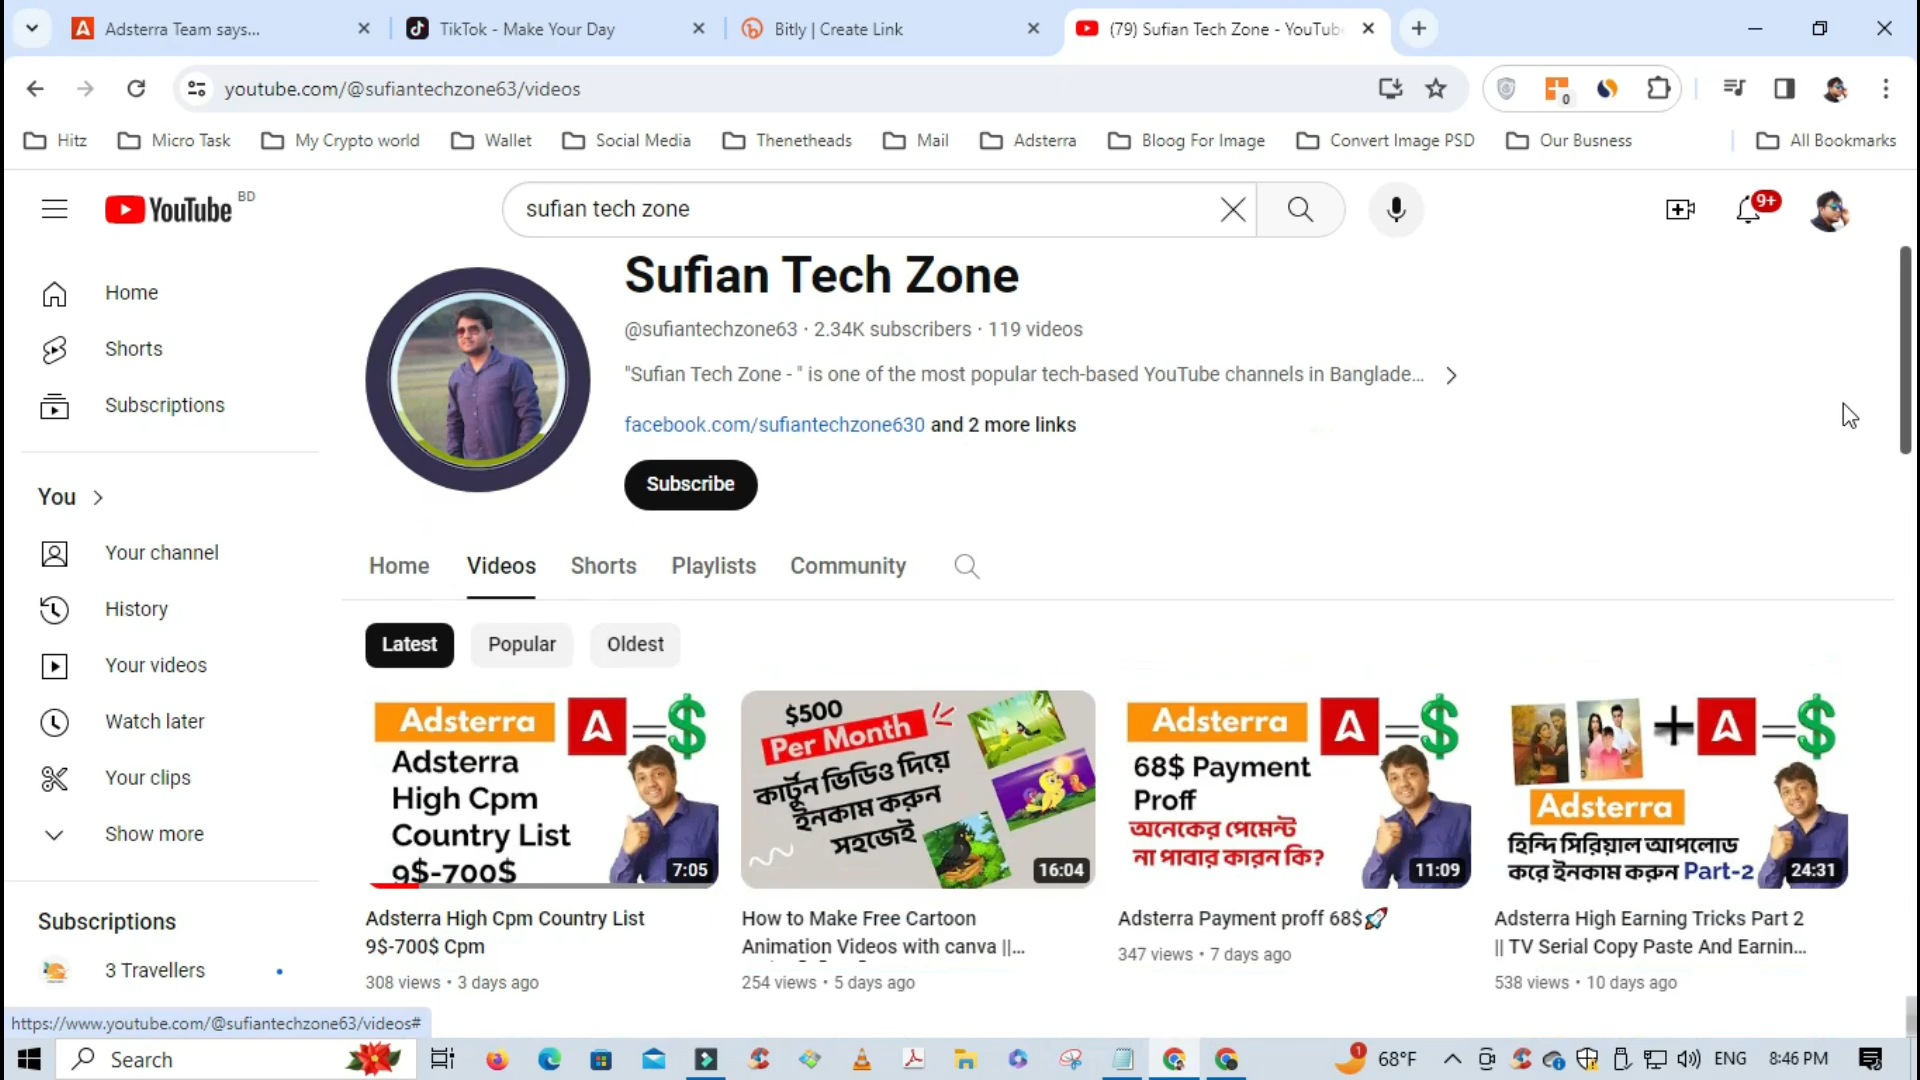 Adsterra Team says...
TikTok - Make Your Day
Bitly | Create Link
(79) Sufian Tech Zone - YouTub
youtube.com/@sufiantechzone63/videos
0
Hitz
Micro Task
My Crypto world
Wallet
Social Media
Thenetheads
Mail
Adsterra
Bloog For Image
Convert Image PSD
Our Busness
All Bookmarks
YouTube BD
sufian tech zone
9+
Home
Shorts
Subscriptions
You
Your channel
History
Your videos
Watch later
Your clips
Show more
Subscriptions
3 Travellers
Sufian Tech Zone
@sufiantechzone63 · 2.34K subscribers · 119 videos
"Sufian Tech Zone - " is one of the most popular tech-based YouTube channels in Banglade...
facebook.com/sufiantechzone630 and 2 more links
Subscribe
Home Videos Shorts Playlists Community
Latest Popular Oldest
Adsterra A=$
Adsterra
High Cpm
Country List
9$-700$
7:05
Adsterra High Cpm Country List
9$-700$ Cpm
308 views • 3 days ago
$500
Per Month
কার্টুন ভিডিও দিয়ে
ইনকাম করুন
সহজেই
16:04
How to Make Free Cartoon
Animation Videos with canva ||...
254 views • 5 days ago
Adsterra A=$
68$ Payment
Proff
অনেকের পেমেন্ট
না পাবার কারন কি?
11:09
Adsterra Payment proff 68$🚀
347 views • 7 days ago
+A=$
Adsterra
হিন্দি সিরিয়াল আপলোড
করে ইনকাম করুন Part-2
24:31
Adsterra High Earning Tricks Part 2
|| TV Serial Copy Paste And Earnin...
538 views • 10 days ago
https://www.youtube.com/@sufiantechzone63/videos#
Search
1
68°F
ENG
8:46 PM